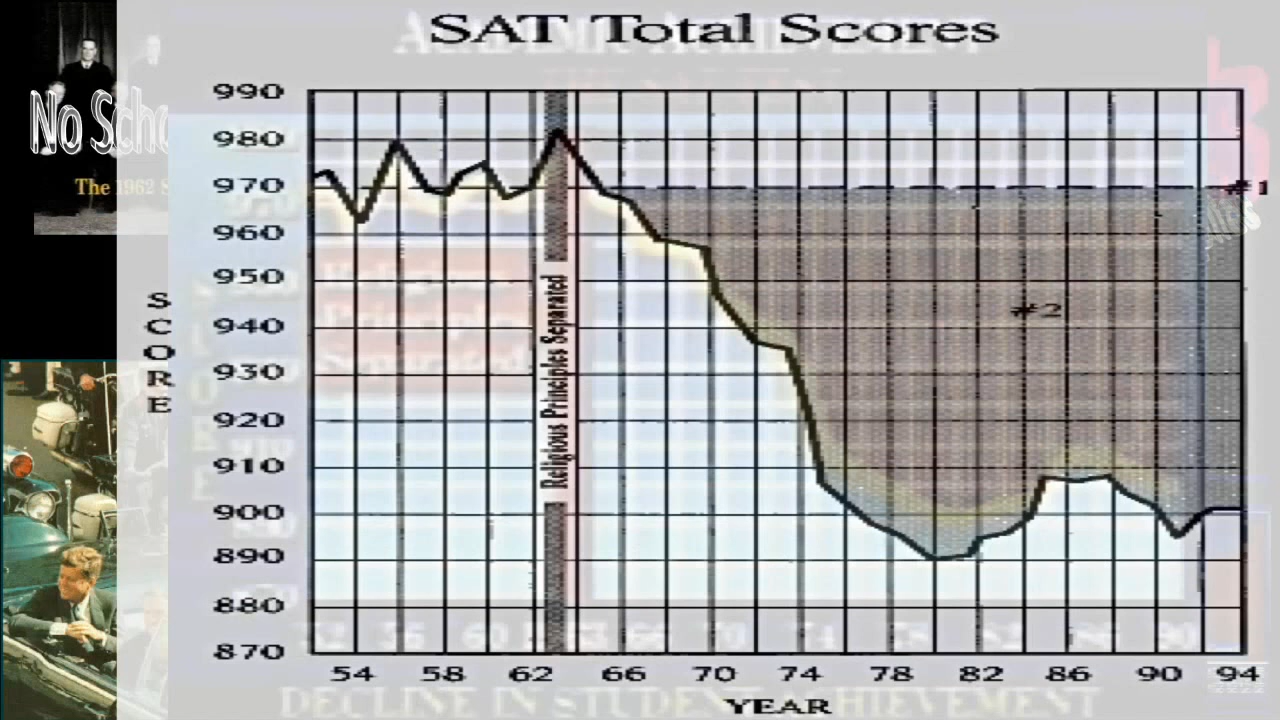 SAT Total Scores
990
980
970
960
950
940
930
920
910
900
890
880
870
SCORE
No Scho
The 1962 S
Religious Principles Separated
#1
#2
54 58 62 66 70 74 78 82 86 90 94
YEAR
DECLINE IN STUDENT ACHIEVEMENT